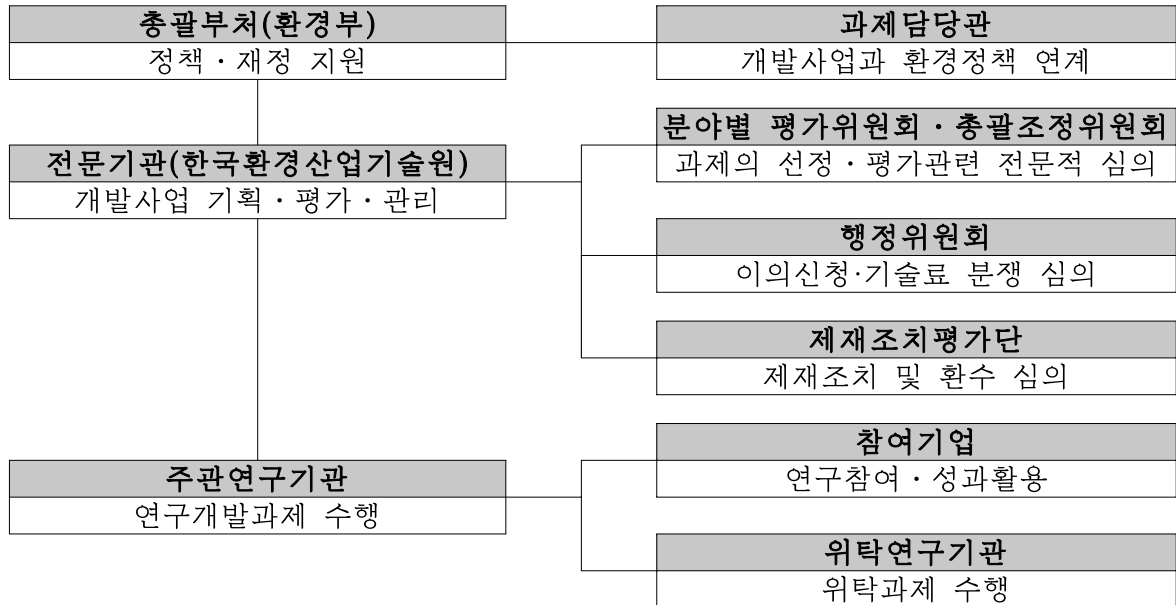 총괄부처(환경부)
정책·재정 지원
과제담당관
개발사업과 환경정책 연계
전문기관(한국환경산업기술원)
개발사업 기획·평가·관리
분야별 평가위원회·총괄조정위원회
과제의 선정·평가관련 전문적 심의
행정위원회
이의신청·기술료 분쟁 심의
제재조치평가단
제재조치 및 환수 심의
주관연구기관
연구개발과제 수행
참여기업
연구참여·성과활용
위탁연구기관
위탁과제 수행